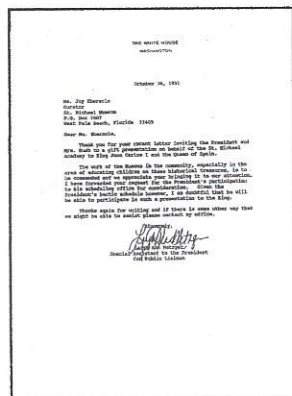 THE WHITE HOUSE
WASHINGTON
October 24, 1991
Curator
St. Michael Museum
P.O. Box
West Palm Beach, Florida 33405
Thank you for your recent letter inviting the President and
Mrs. Bush to a gift presentation on behalf of the St. Michael
Academy to King Juan Carlos I and the Queen of Spain.
The work of the Museum in the community, especially in the
area of educating children on these historical treasures, is to
be commended and we appreciate your bringing it to our attention.
I have forwarded your request for the President's participation
to his scheduling office for consideration. Given the
President's hectic schedule however, I am doubtful that he will
be able to participate in such a presentation to the King.
Thanks again for writing and if there is some other way that
we might be able to assist please contact my office.
Sincerely,
Special Assistant to the President
for Public Liaison